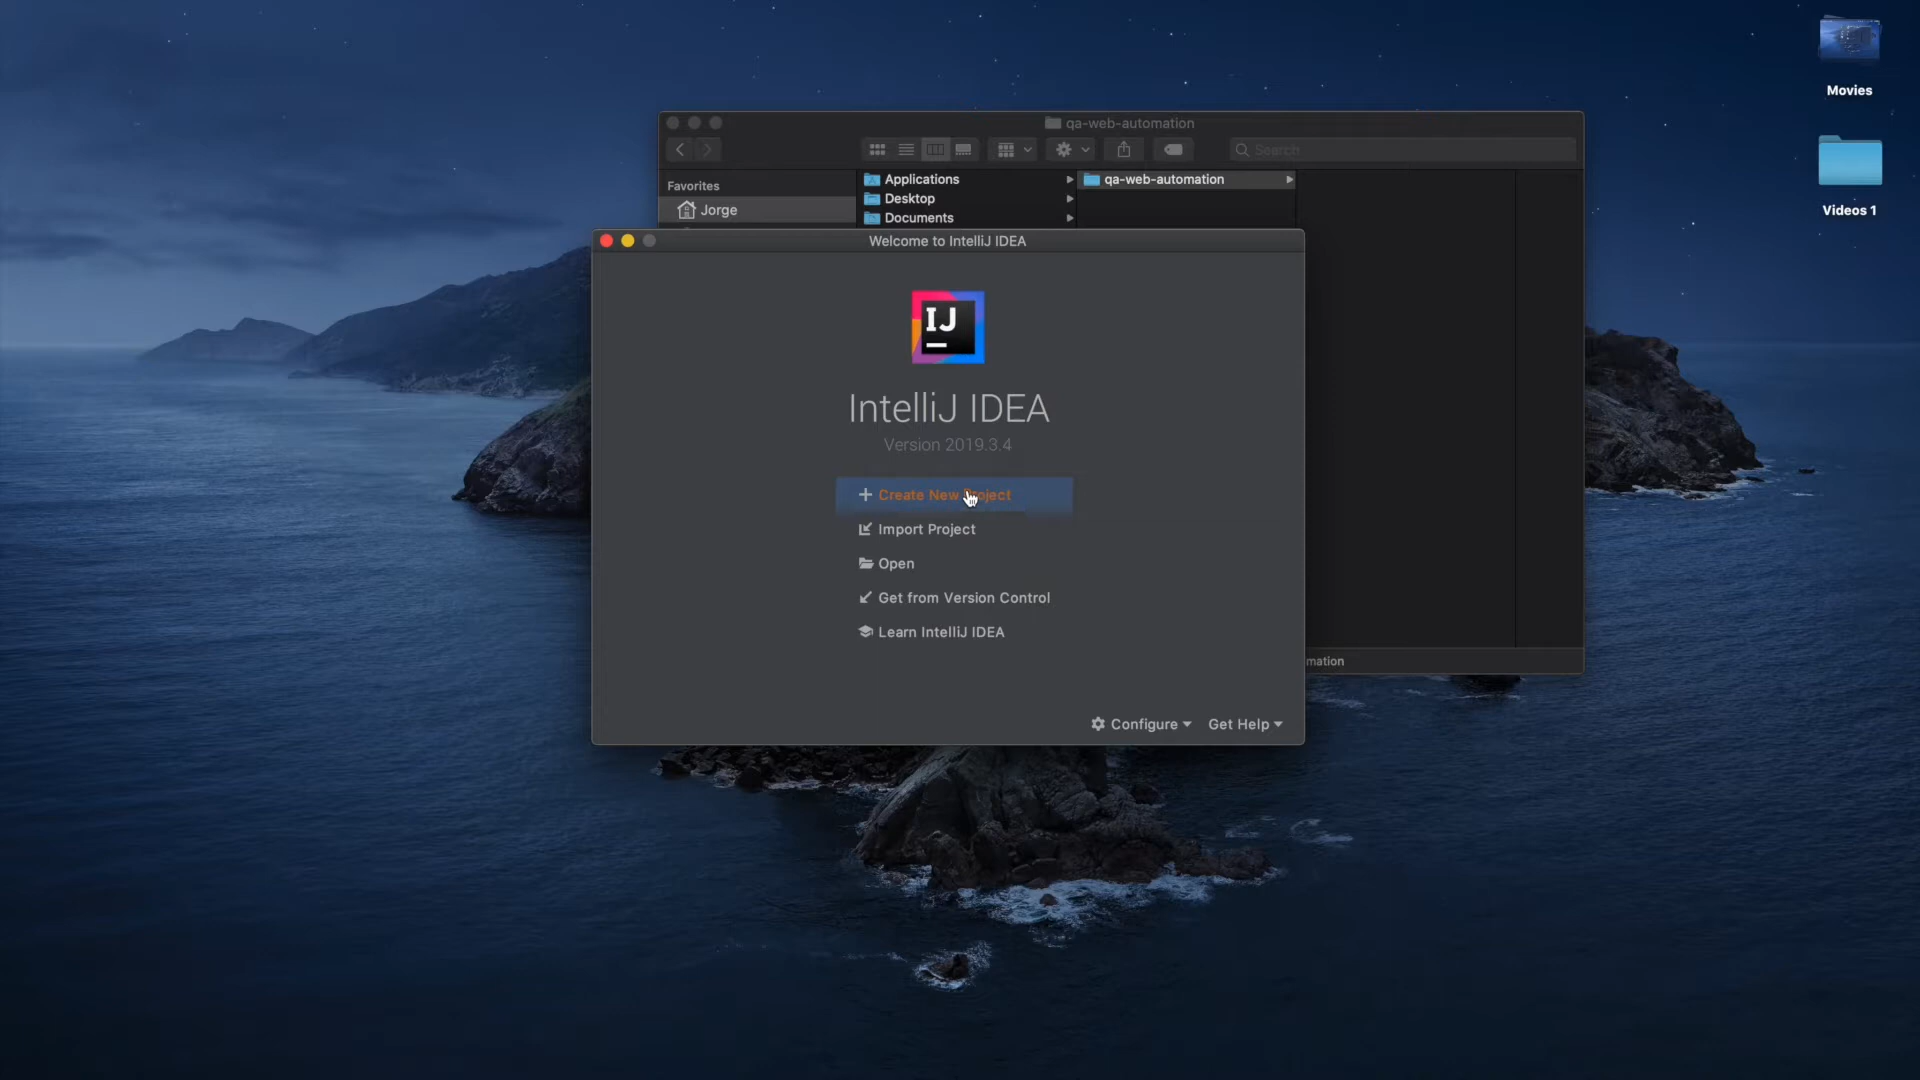 Movies
Videos 1
qa-web-automation
Search
Favorites
Jorge
Applications
Desktop
Documents
qa-web-automation
Welcome to IntelliJ IDEA
IJ
IntelliJ IDEA
Version 2019.3.4
Create New Project
Import Project
Open
Get from Version Control
Learn IntelliJ IDEA
mation
Configure
Get Help